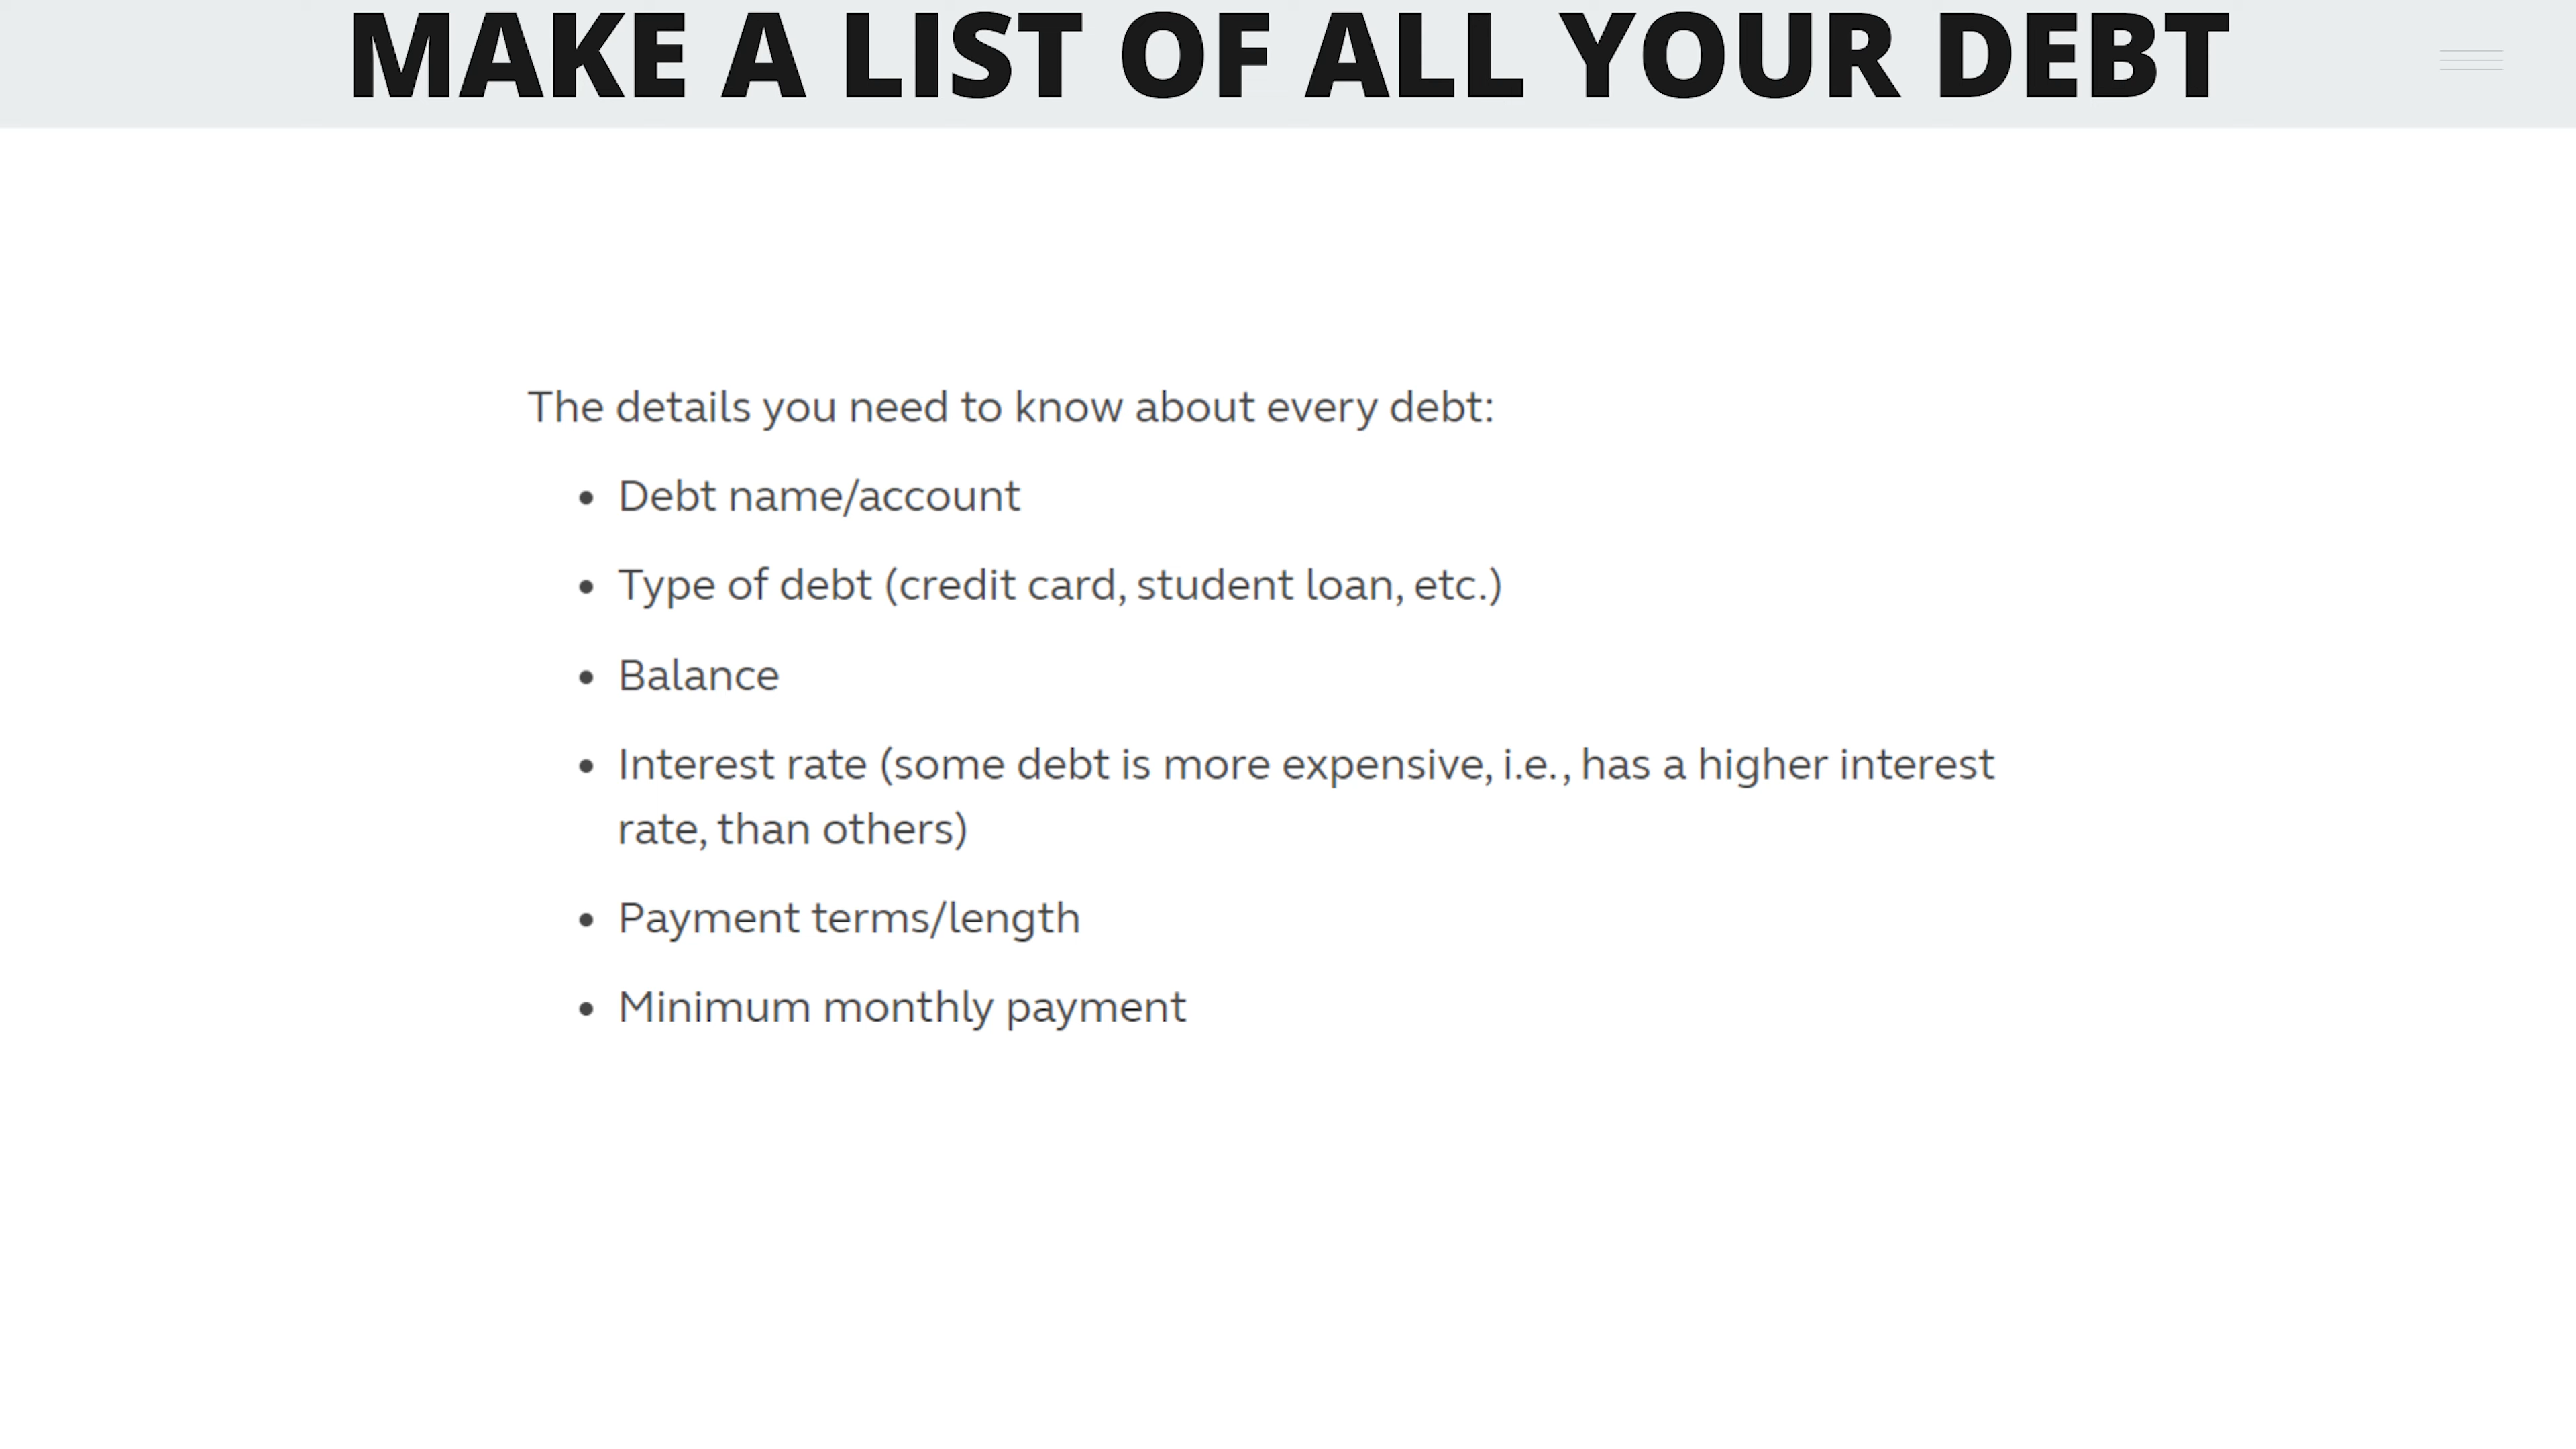 MAKE A LIST OF ALL YOUR DEBT
The details you need to know about every debt:
• Debt name/account
• Type of debt (credit card, student loan, etc.)
• Balance
• Interest rate (some debt is more expensive, i.e., has a higher interest
rate, than others)
• Payment terms/length
• Minimum monthly payment